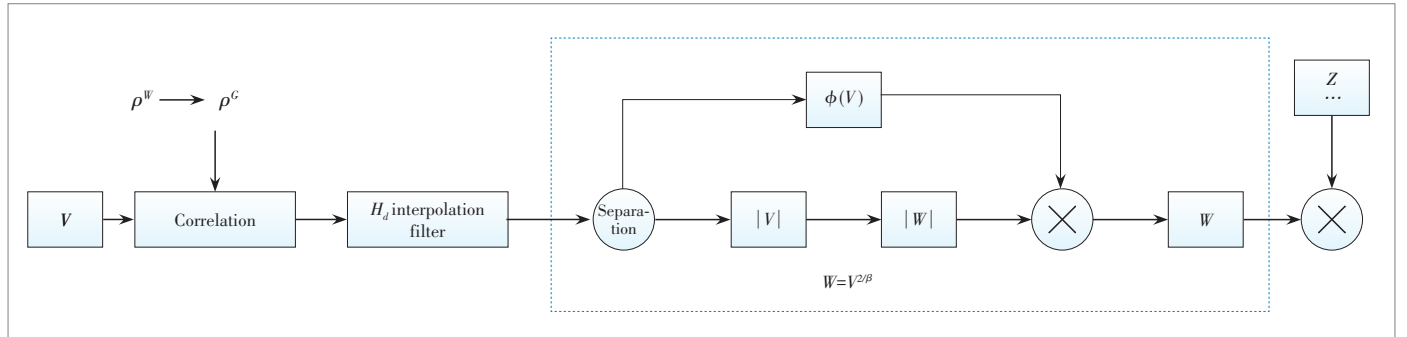 ρ^W → ρ^G
V
Correlation
H_d interpolation
filter
Separa-
tion
ϕ(V)
|V|
|W|
W
W=V^{2/β}
Z
...